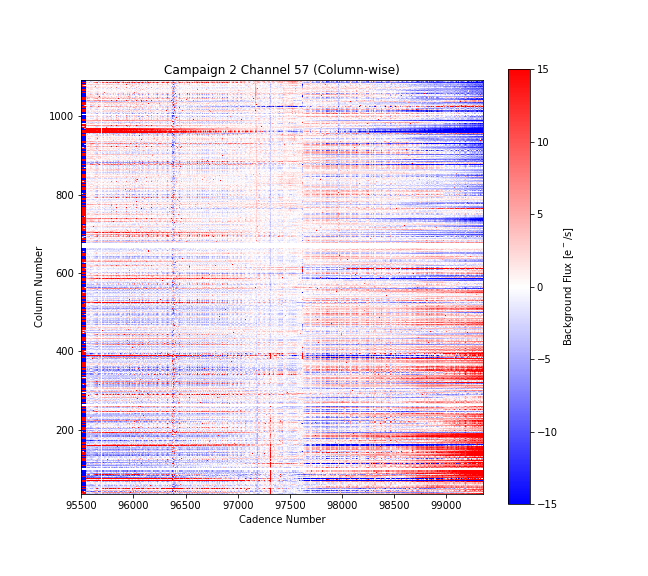 Campaign 2 Channel 57 (Column-wise)
Column Number
1000
800
600
400
200
95500 96000 96500 97000 97500 98000 98500 99000
Cadence Number
15
10
5
0
−5
−10
−15
Background Flux [e⁻/s]